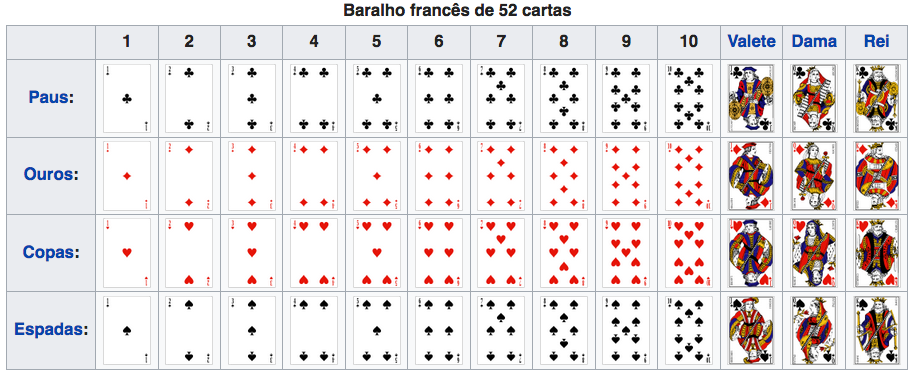 Baralho francês de 52 cartas
1 2 3 4 5 6 7 8 9 10 Valete Dama Rei
Paus:
Ouros:
Copas:
Espadas: